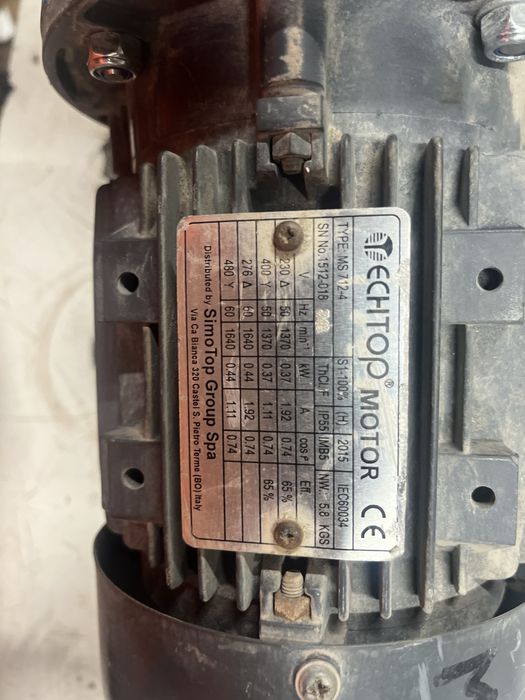 TECHTOP® MOTOR CE
TYPE: MS 712-4 S1-100% (H) 2015 IEC60034
SN No.1512-018 ThCl.F IP55 IMB5 NW: 5.8 KGS
V Hz min⁻¹ kW A cos φ Eff.
230 Δ 50 1370 0.37 1.92 0.74 65 %
400 Y 50 1370 0.37 1.11 0.74 65 %
276 Δ 60 1640 0.44 1.92 0.74
480 Y 60 1640 0.44 1.11 0.74
Distributed by SimoTop Group Spa
Via Ca Bianca 320 Castel S. Pietro Terme (BO) Italy